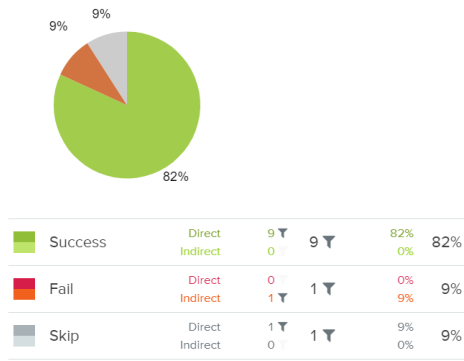 9%
9%
82%
Direct 9 82%
Success 9 82%
Indirect 0 0%
Direct 0 0%
Fail 1 9%
Indirect 1 9%
Direct 1 9%
Skip 1 9%
Indirect 0 0%